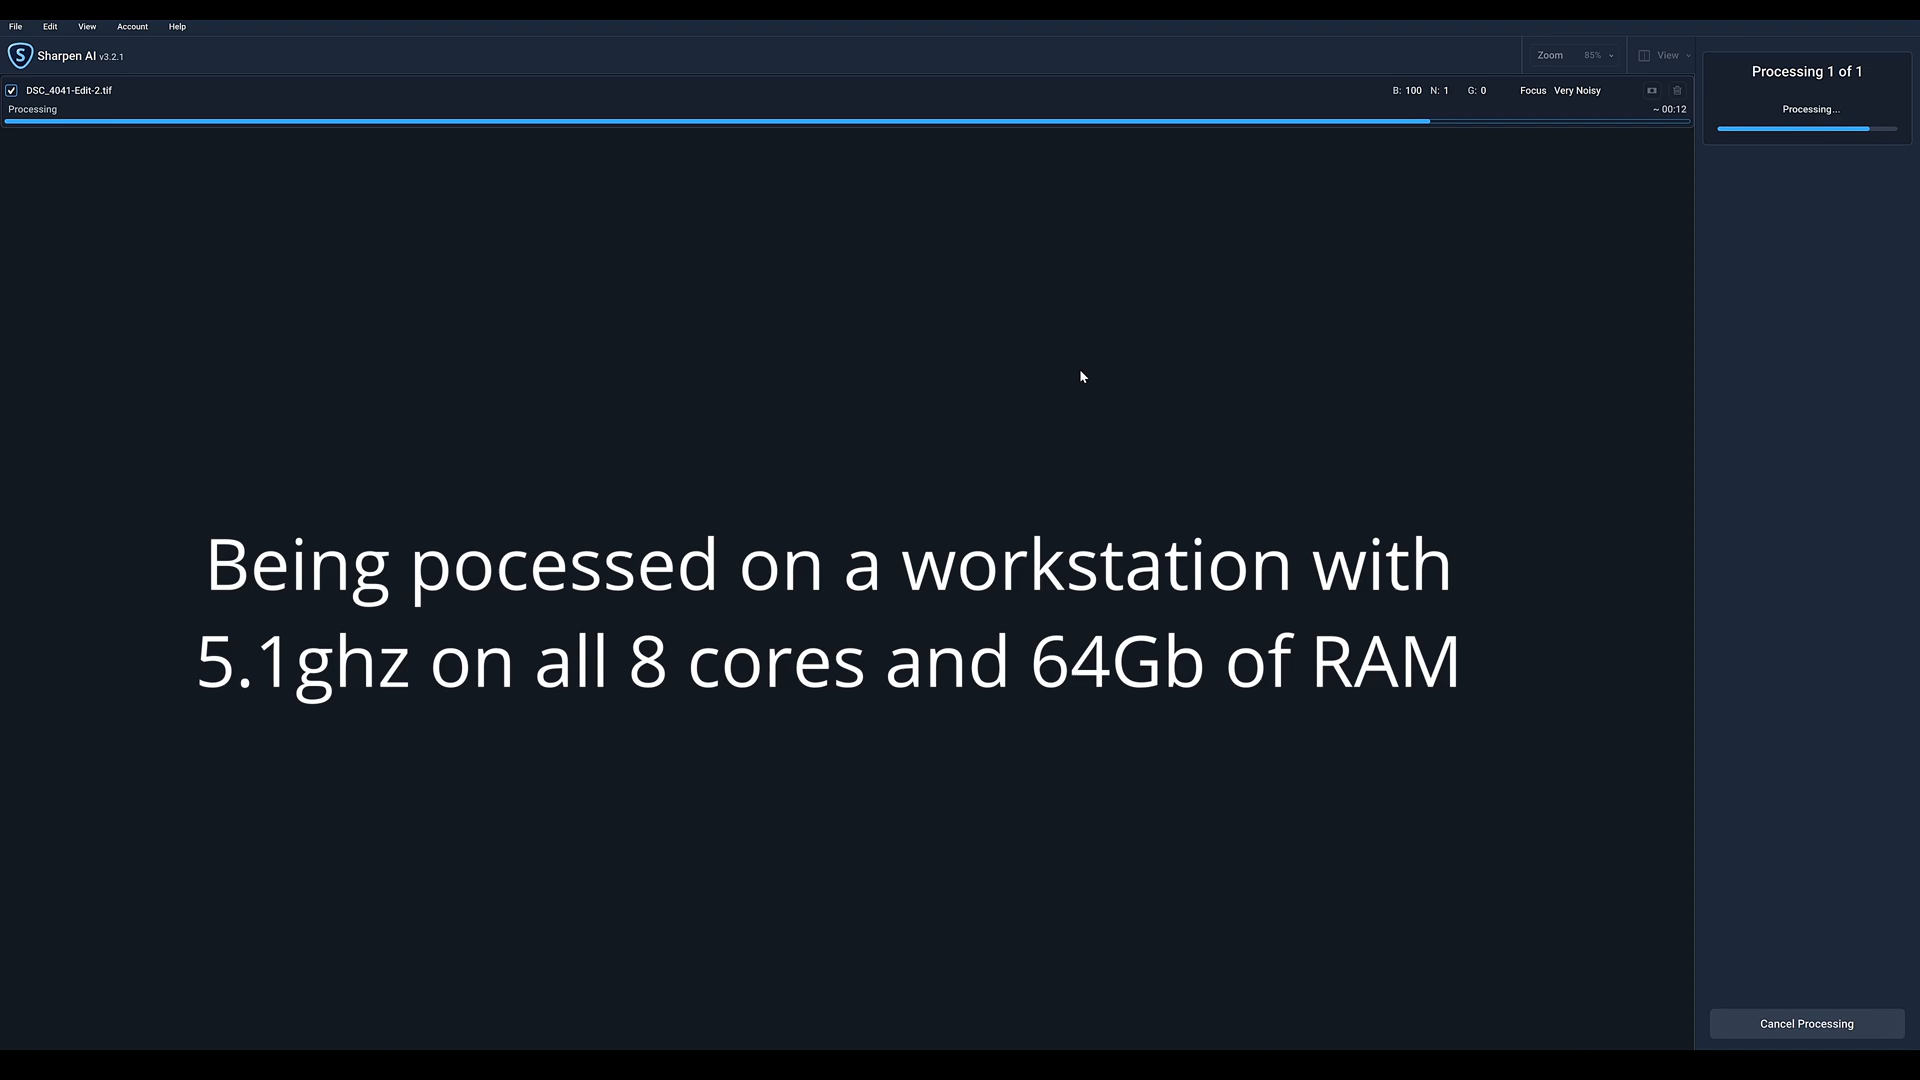 File Edit View Account Help
S Sharpen AI v3.2.1 Zoom 85% View
DSC_4041-Edit-2.tif B: 100 N: 1 G: 0 Focus Very Noisy
Processing ~ 00:12
Processing 1 of 1
Processing...
Being pocessed on a workstation with
5.1ghz on all 8 cores and 64Gb of RAM
Cancel Processing